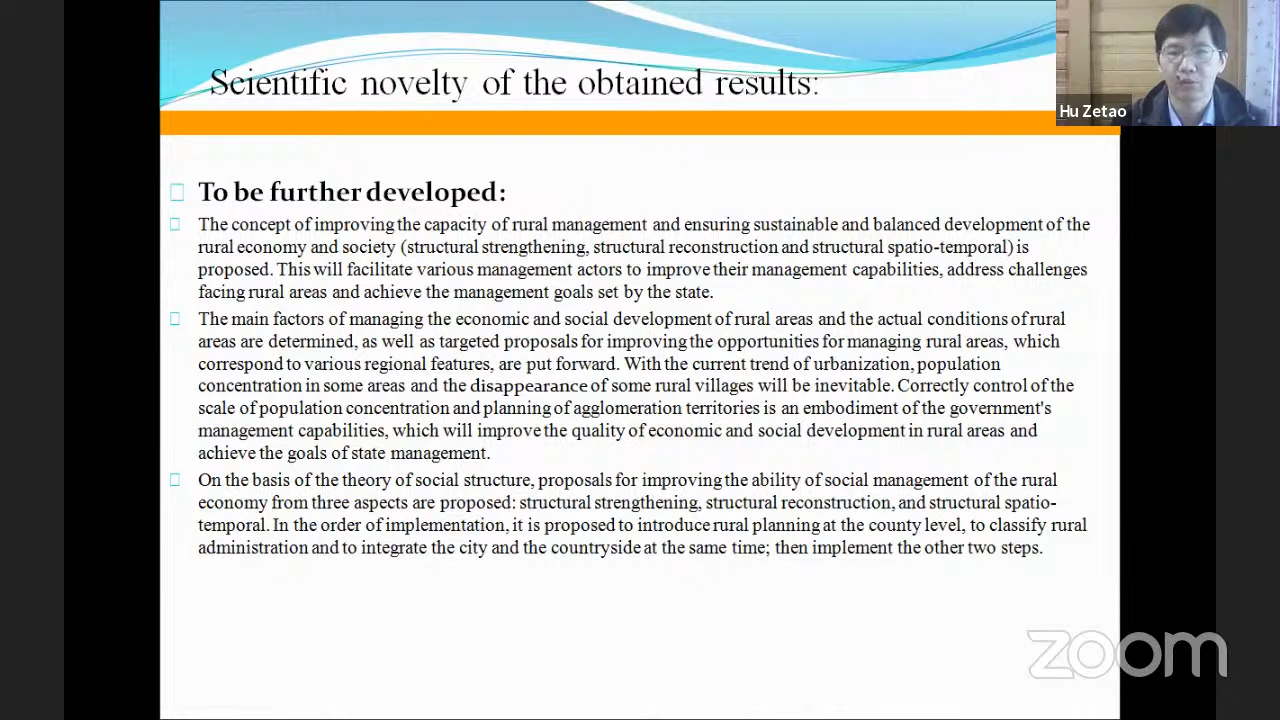 Scientific novelty of the obtained results:
Hu Zetao
To be further developed:
The concept of improving the capacity of rural management and ensuring sustainable and balanced development of the
rural economy and society (structural strengthening, structural reconstruction and structural spatio-temporal) is
proposed. This will facilitate various management actors to improve their management capabilities, address challenges
facing rural areas and achieve the management goals set by the state.
The main factors of managing the economic and social development of rural areas and the actual conditions of rural
areas are determined, as well as targeted proposals for improving the opportunities for managing rural areas, which
correspond to various regional features, are put forward. With the current trend of urbanization, population
concentration in some areas and the disappearance of some rural villages will be inevitable. Correctly control of the
scale of population concentration and planning of agglomeration territories is an embodiment of the government's
management capabilities, which will improve the quality of economic and social development in rural areas and
achieve the goals of state management.
On the basis of the theory of social structure, proposals for improving the ability of social management of the rural
economy from three aspects are proposed: structural strengthening, structural reconstruction, and structural spatio-
temporal. In the order of implementation, it is proposed to introduce rural planning at the county level, to classify rural
administration and to integrate the city and the countryside at the same time; then implement the other two steps.
zoom